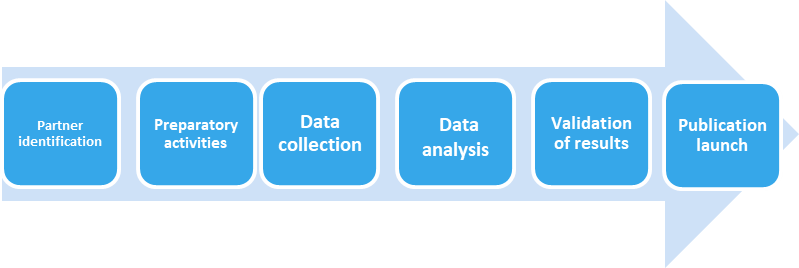 Partner
identification
Preparatory
activities
Data
collection
Data
analysis
Validation
of results
Publication
launch